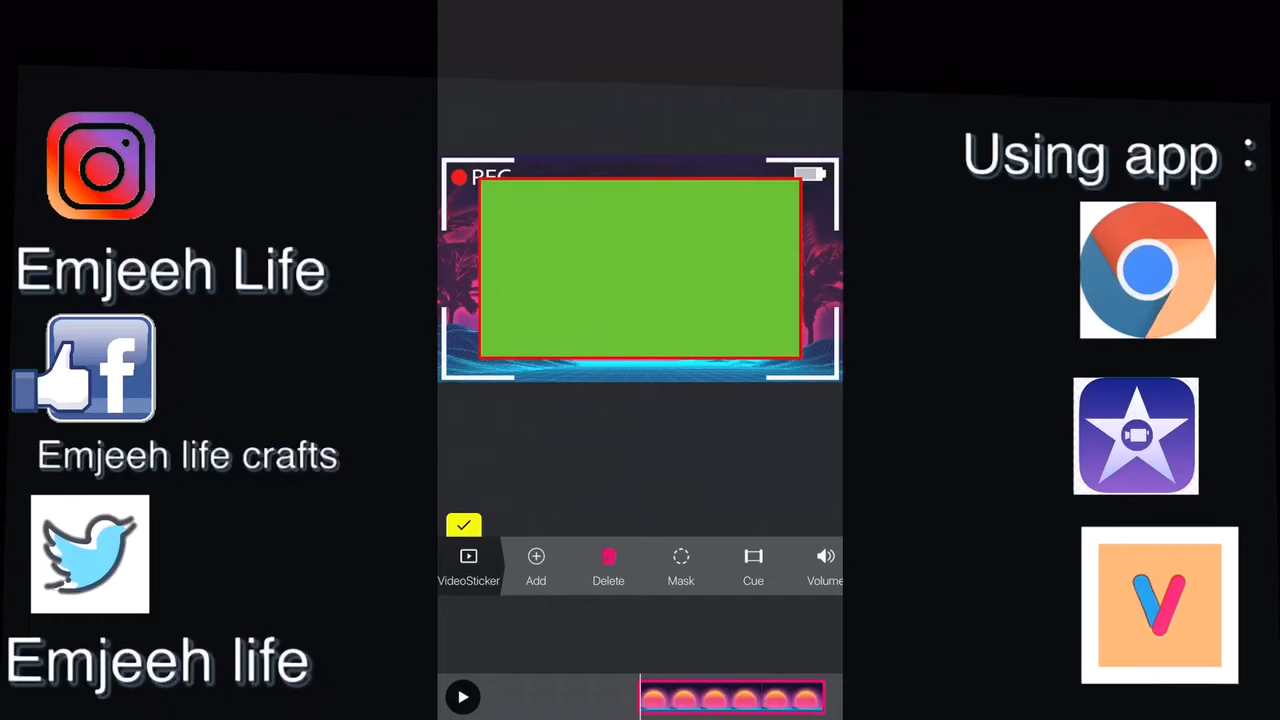 Emjeeh Life
f
Emjeeh life crafts
Emjeeh life
REC
VideoSticker
Add
Delete
Mask
Cue
Volume
Using app :